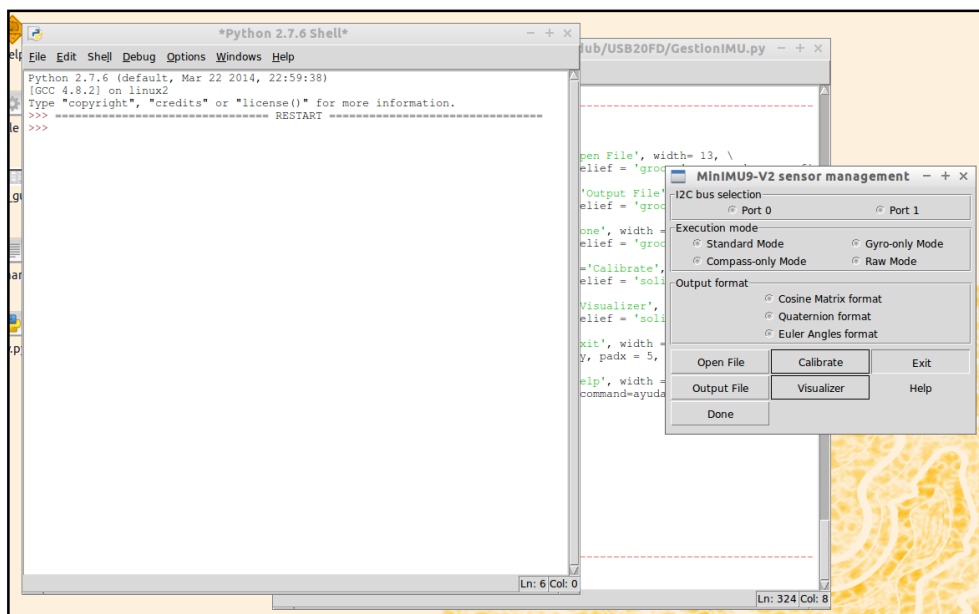 *Python 2.7.6 Shell*
File Edit Shell Debug Options Windows Help
Python 2.7.6 (default, Mar 22 2014, 22:59:38)
[GCC 4.8.2] on linux2
Type "copyright", "credits" or "license()" for more information.
>>> ================================ RESTART ================================
>>>
Ln: 6 Col: 0
/USB20FD/GestionIMU.py
pen File', width= 13, \
elief = 'groo
'Output File'
elief = 'groo
one', width =
elief = 'groo
='Calibrate',
elief = 'soli
Visualizer',
elief = 'soli
xit', width =
y, padx = 5,
elp', width =
command=ayuda
Ln: 324 Col: 8
MinIMU9-V2 sensor management
I2C bus selection
Port 0 Port 1
Execution mode
Standard Mode Gyro-only Mode
Compass-only Mode Raw Mode
Output format
Cosine Matrix format
Quaternion format
Euler Angles format
Open File Calibrate Exit
Output File Visualizer Help
Done